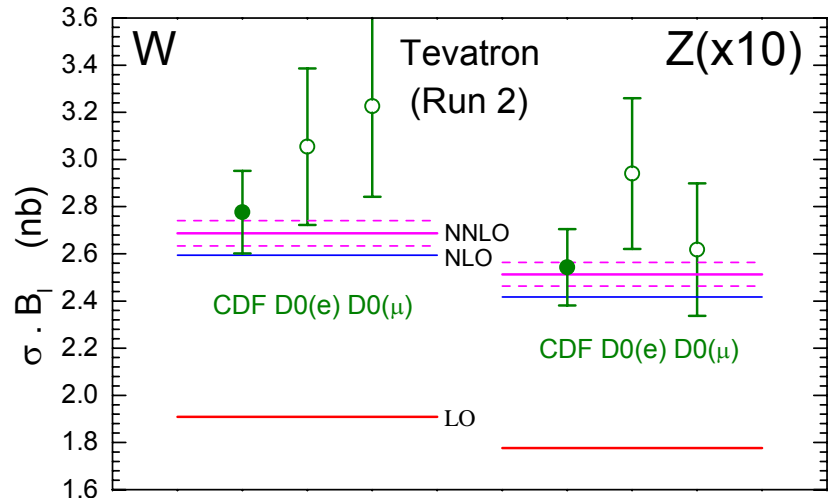 W
Tevatron
(Run 2)
Z(x10)
σ . B_l (nb)
3.6
3.4
3.2
3.0
2.8
2.6
2.4
2.2
2.0
1.8
1.6
NNLO
NLO
CDF D0(e) D0(μ)
CDF D0(e) D0(μ)
LO